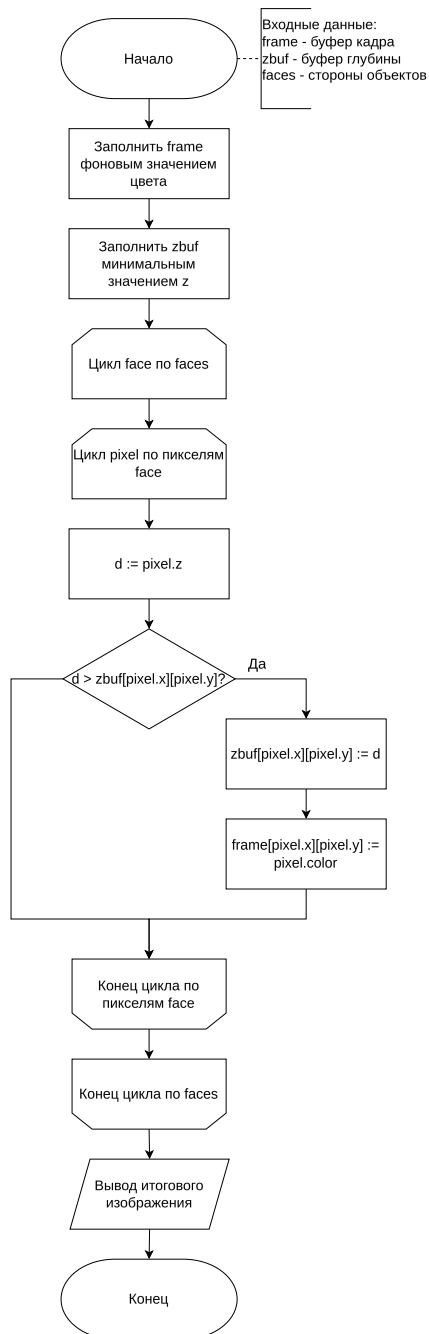 Начало
Входные данные:
frame - буфер кадра
zbuf - буфер глубины
faces - стороны объектов
Заполнить frame
фоновым значением
цвета
Заполнить zbuf
минимальным
значением z
Цикл face по faces
Цикл pixel по пикселям
face
d := pixel.z
d > zbuf[pixel.x][pixel.y]?
Да
zbuf[pixel.x][pixel.y] := d
frame[pixel.x][pixel.y] :=
pixel.color
Конец цикла по
пикселям face
Конец цикла по faces
Вывод итогового
изображения
Конец